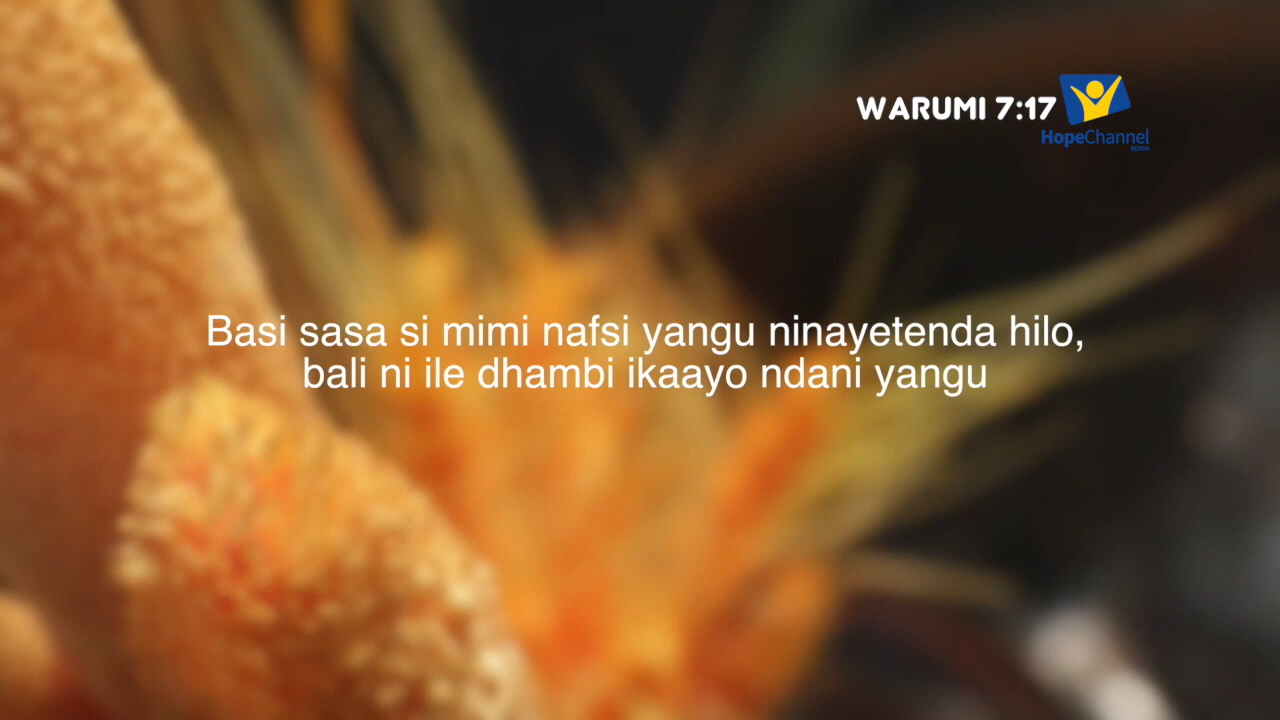 WARUMI 7:17
HopeChannel
KENYA
Basi sasa si mimi nafsi yangu ninayetenda hilo,
bali ni ile dhambi ikaayo ndani yangu